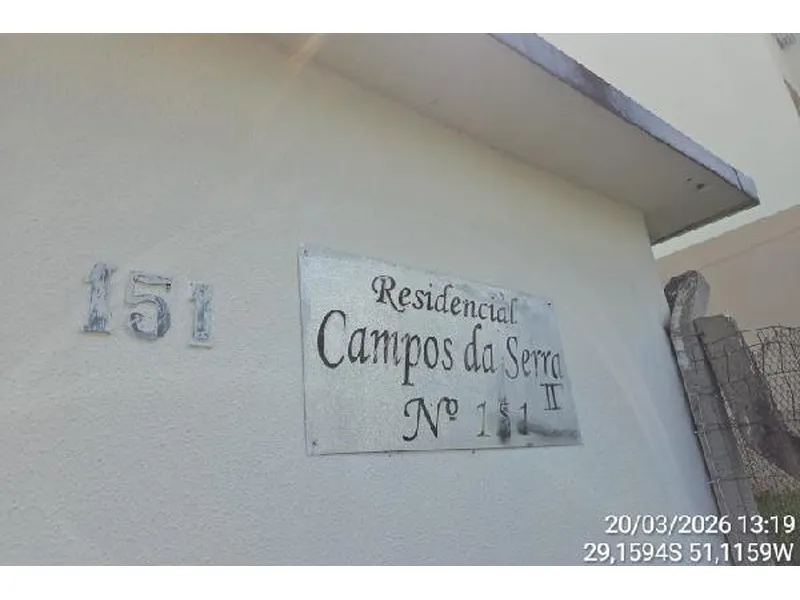 151
Residencial
Campos da Serra
II
Nº 151
20/03/2026 13:19
29,1594S 51,1159W